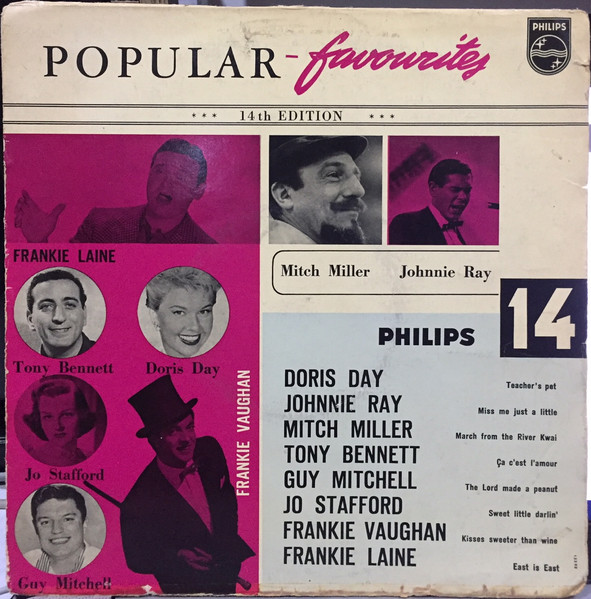 POPULAR - favourites
PHILIPS
*** 14th EDITION ***
FRANKIE LAINE
Mitch Miller Johnnie Ray
Tony Bennett Doris Day
Jo Stafford
FRANKIE VAUGHAN
Guy Mitchell
14
PHILIPS
DORIS DAY Teacher's pet
JOHNNIE RAY Miss me just a little
MITCH MILLER March from the River Kwai
TONY BENNETT Ça c'est l'amour
GUY MITCHELL The Lord made a peanut
JO STAFFORD Sweet little darlin'
FRANKIE VAUGHAN Kisses sweeter than wine
FRANKIE LAINE East is East